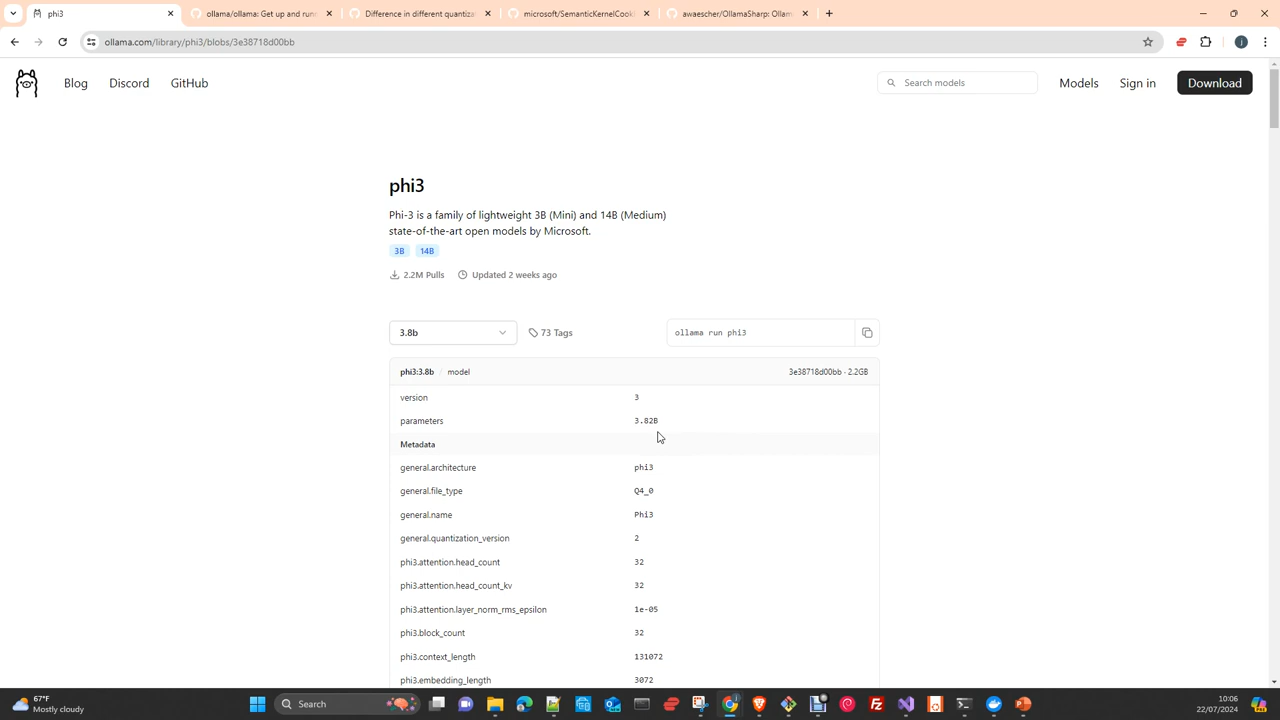 phi3
ollama/ollama: Get up and runn
Difference in different quantiza
microsoft/SemanticKernelCook
awaescher/OllamaSharp: Ollam
ollama.com/library/phi3/blobs/3e38718d00bb
Blog Discord GitHub
Search models
Models Sign in Download
phi3
Phi-3 is a family of lightweight 3B (Mini) and 14B (Medium)
state-of-the-art open models by Microsoft.
3B 14B
2.2M Pulls Updated 2 weeks ago
3.8b 73 Tags ollama run phi3
phi3:3.8b / model 3e38718d00bb · 2.2GB
version 3
parameters 3.82B
Metadata
general.architecture phi3
general.file_type Q4_0
general.name Phi3
general.quantization_version 2
phi3.attention.head_count 32
phi3.attention.head_count_kv 32
phi3.attention.layer_norm_rms_epsilon 1e-05
phi3.block_count 32
phi3.context_length 131072
phi3.embedding_length 3072
67°F
Mostly cloudy
Search
10:06
22/07/2024